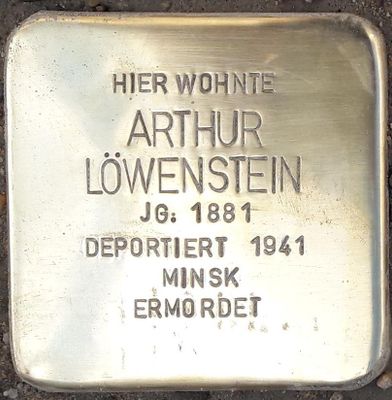 HIER WOHNTE
ARTHUR
LÖWENSTEIN
JG. 1881
DEPORTIERT 1941
MINSK
ERMORDET